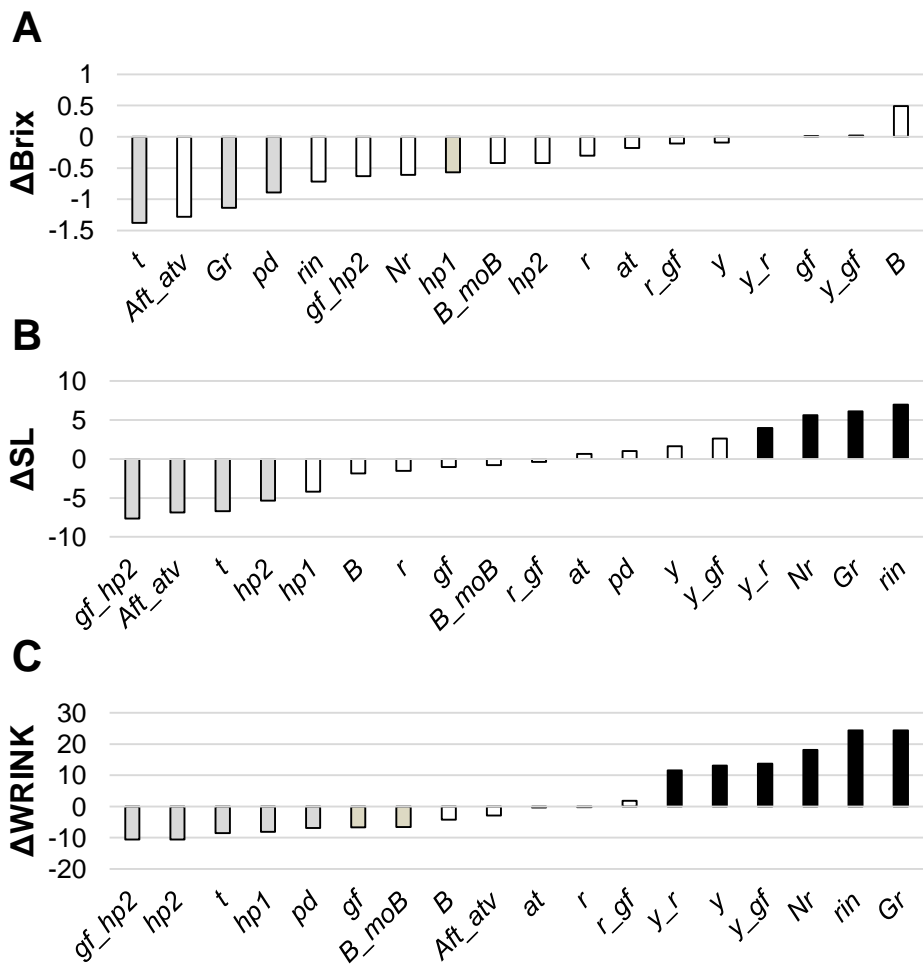 A
ΔBrix
1
0.5
0
-0.5
-1
-1.5
t Aft_atv Gr pd rin gf_hp2 Nr hp1 B_moB hp2 r at r_gf y y_r gf y_gf B
B
ΔSL
10
5
0
-5
-10
gf_hp2 Aft_atv t hp2 hp1 B r gf B_moB r_gf at pd y y_gf y_r Nr Gr rin
C
ΔWRINK
30
20
10
0
-10
-20
gf_hp2 hp2 t hp1 pd gf B_moB B Aft_atv at r r_gf y_r y y_gf Nr rin Gr